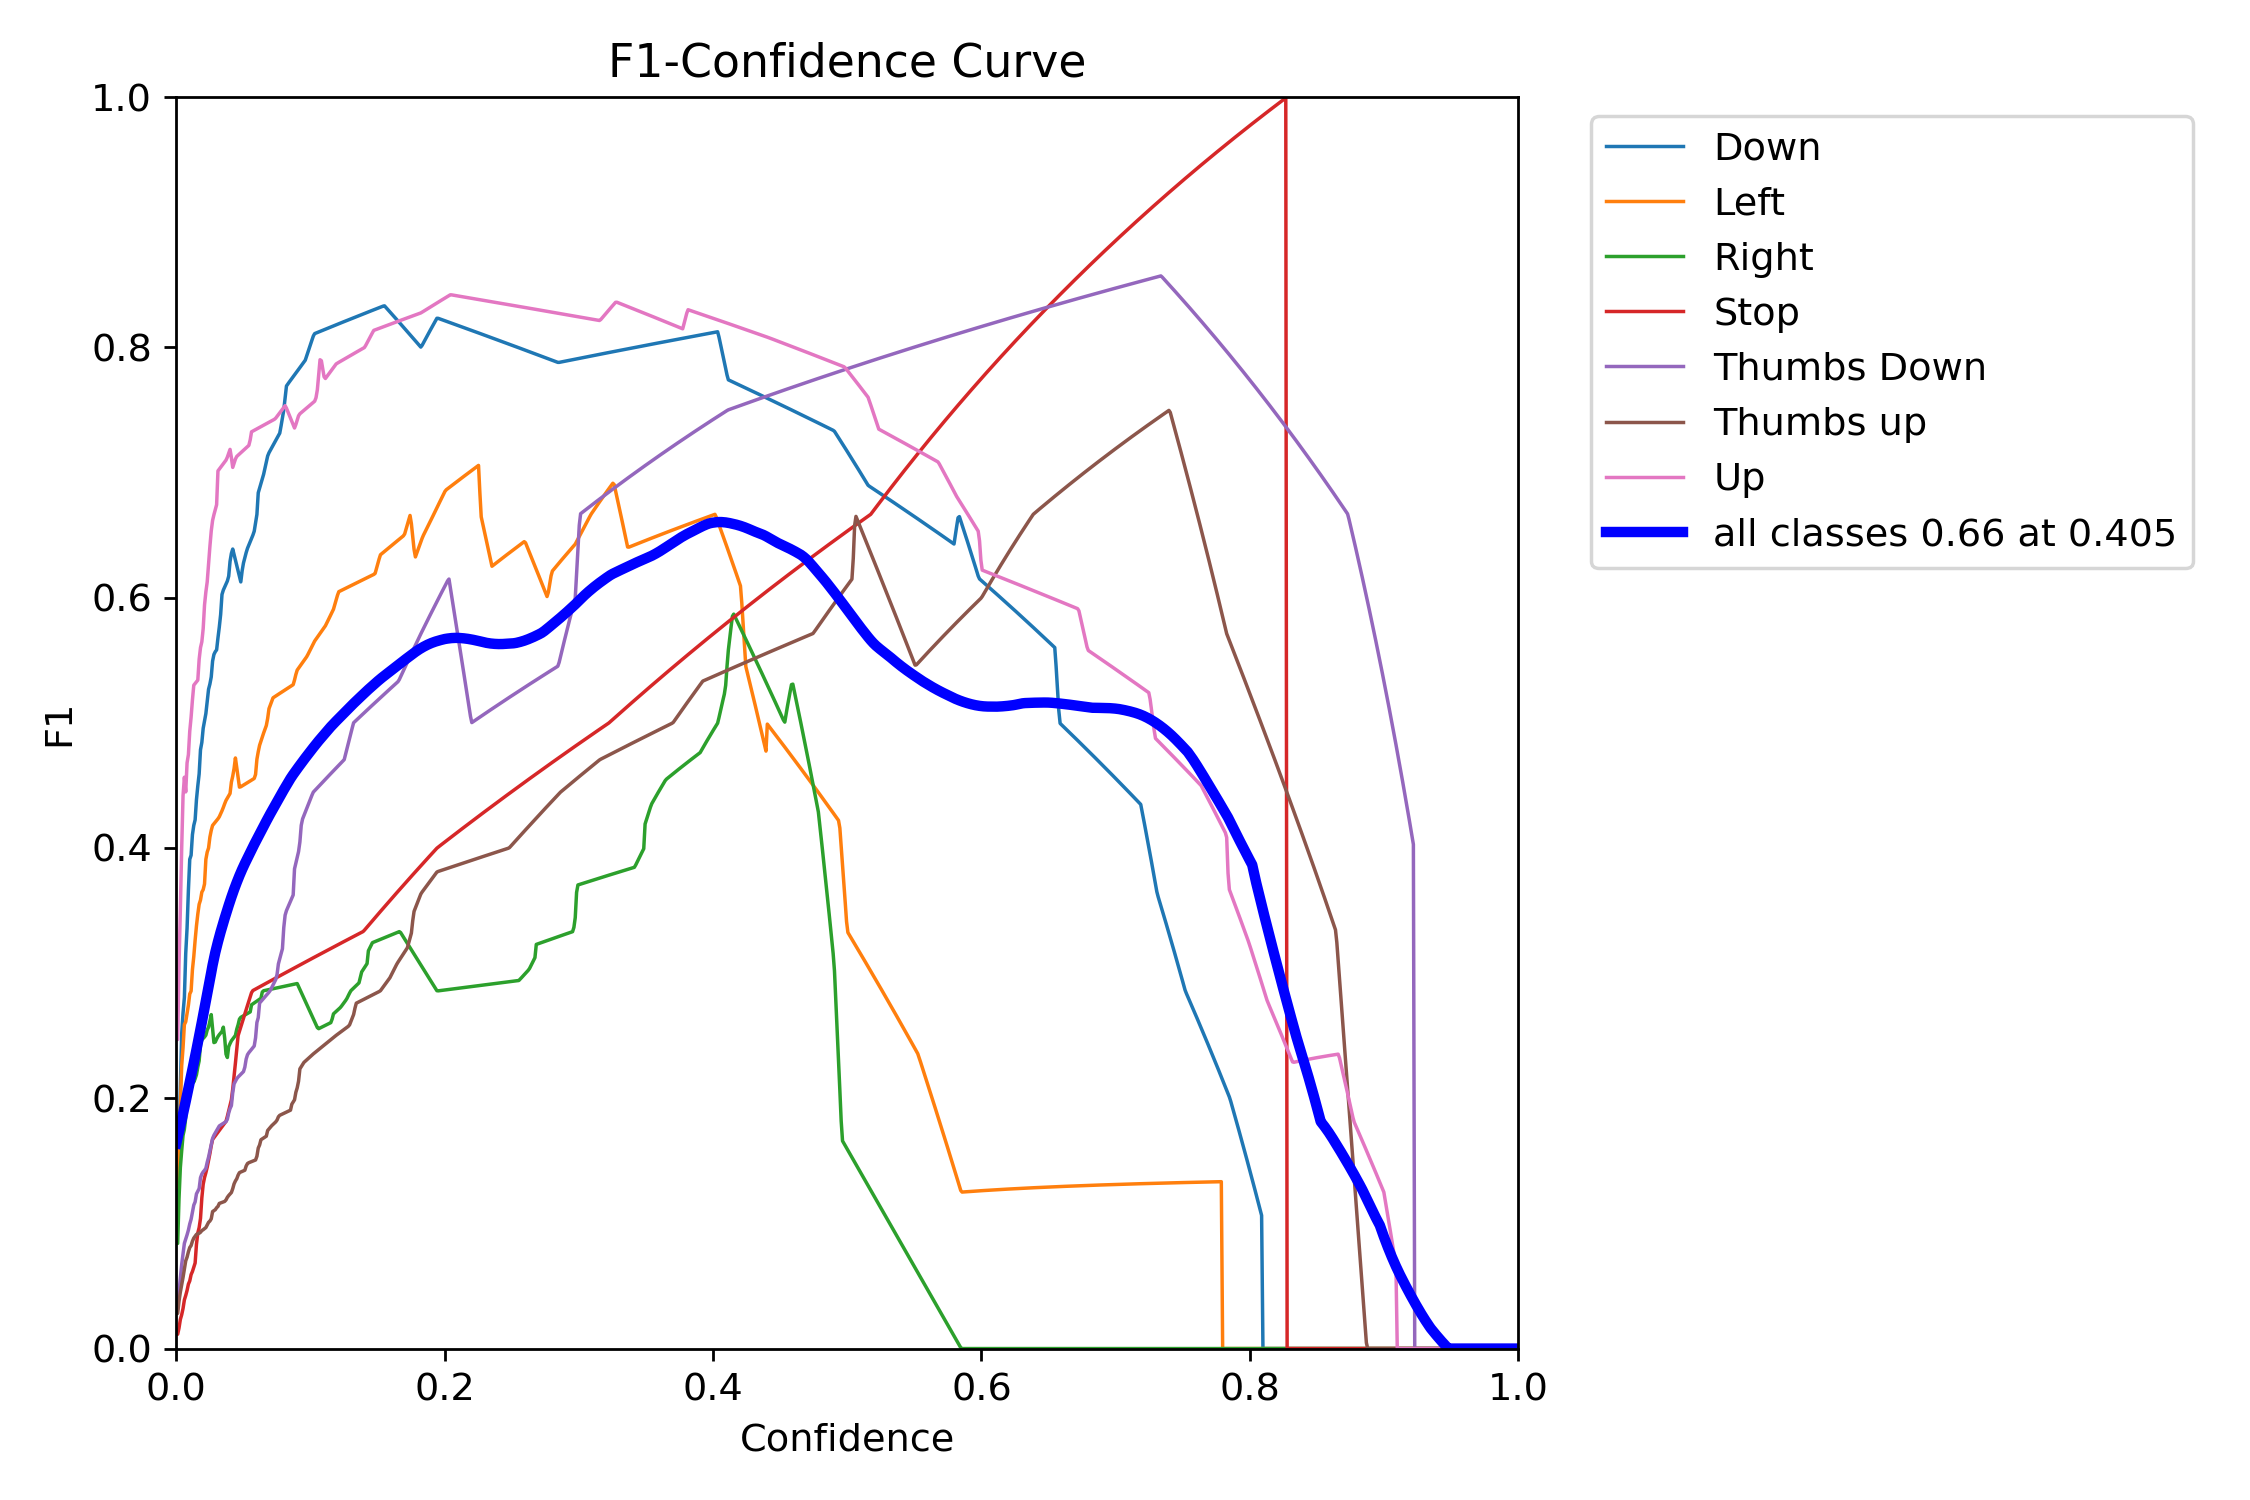 F1-Confidence Curve
1.0
0.8
0.6
0.4
0.2
0.0
F1
0.0 0.2 0.4 0.6 0.8 1.0
Confidence
Down
Left
Right
Stop
Thumbs Down
Thumbs up
Up
all classes 0.66 at 0.405